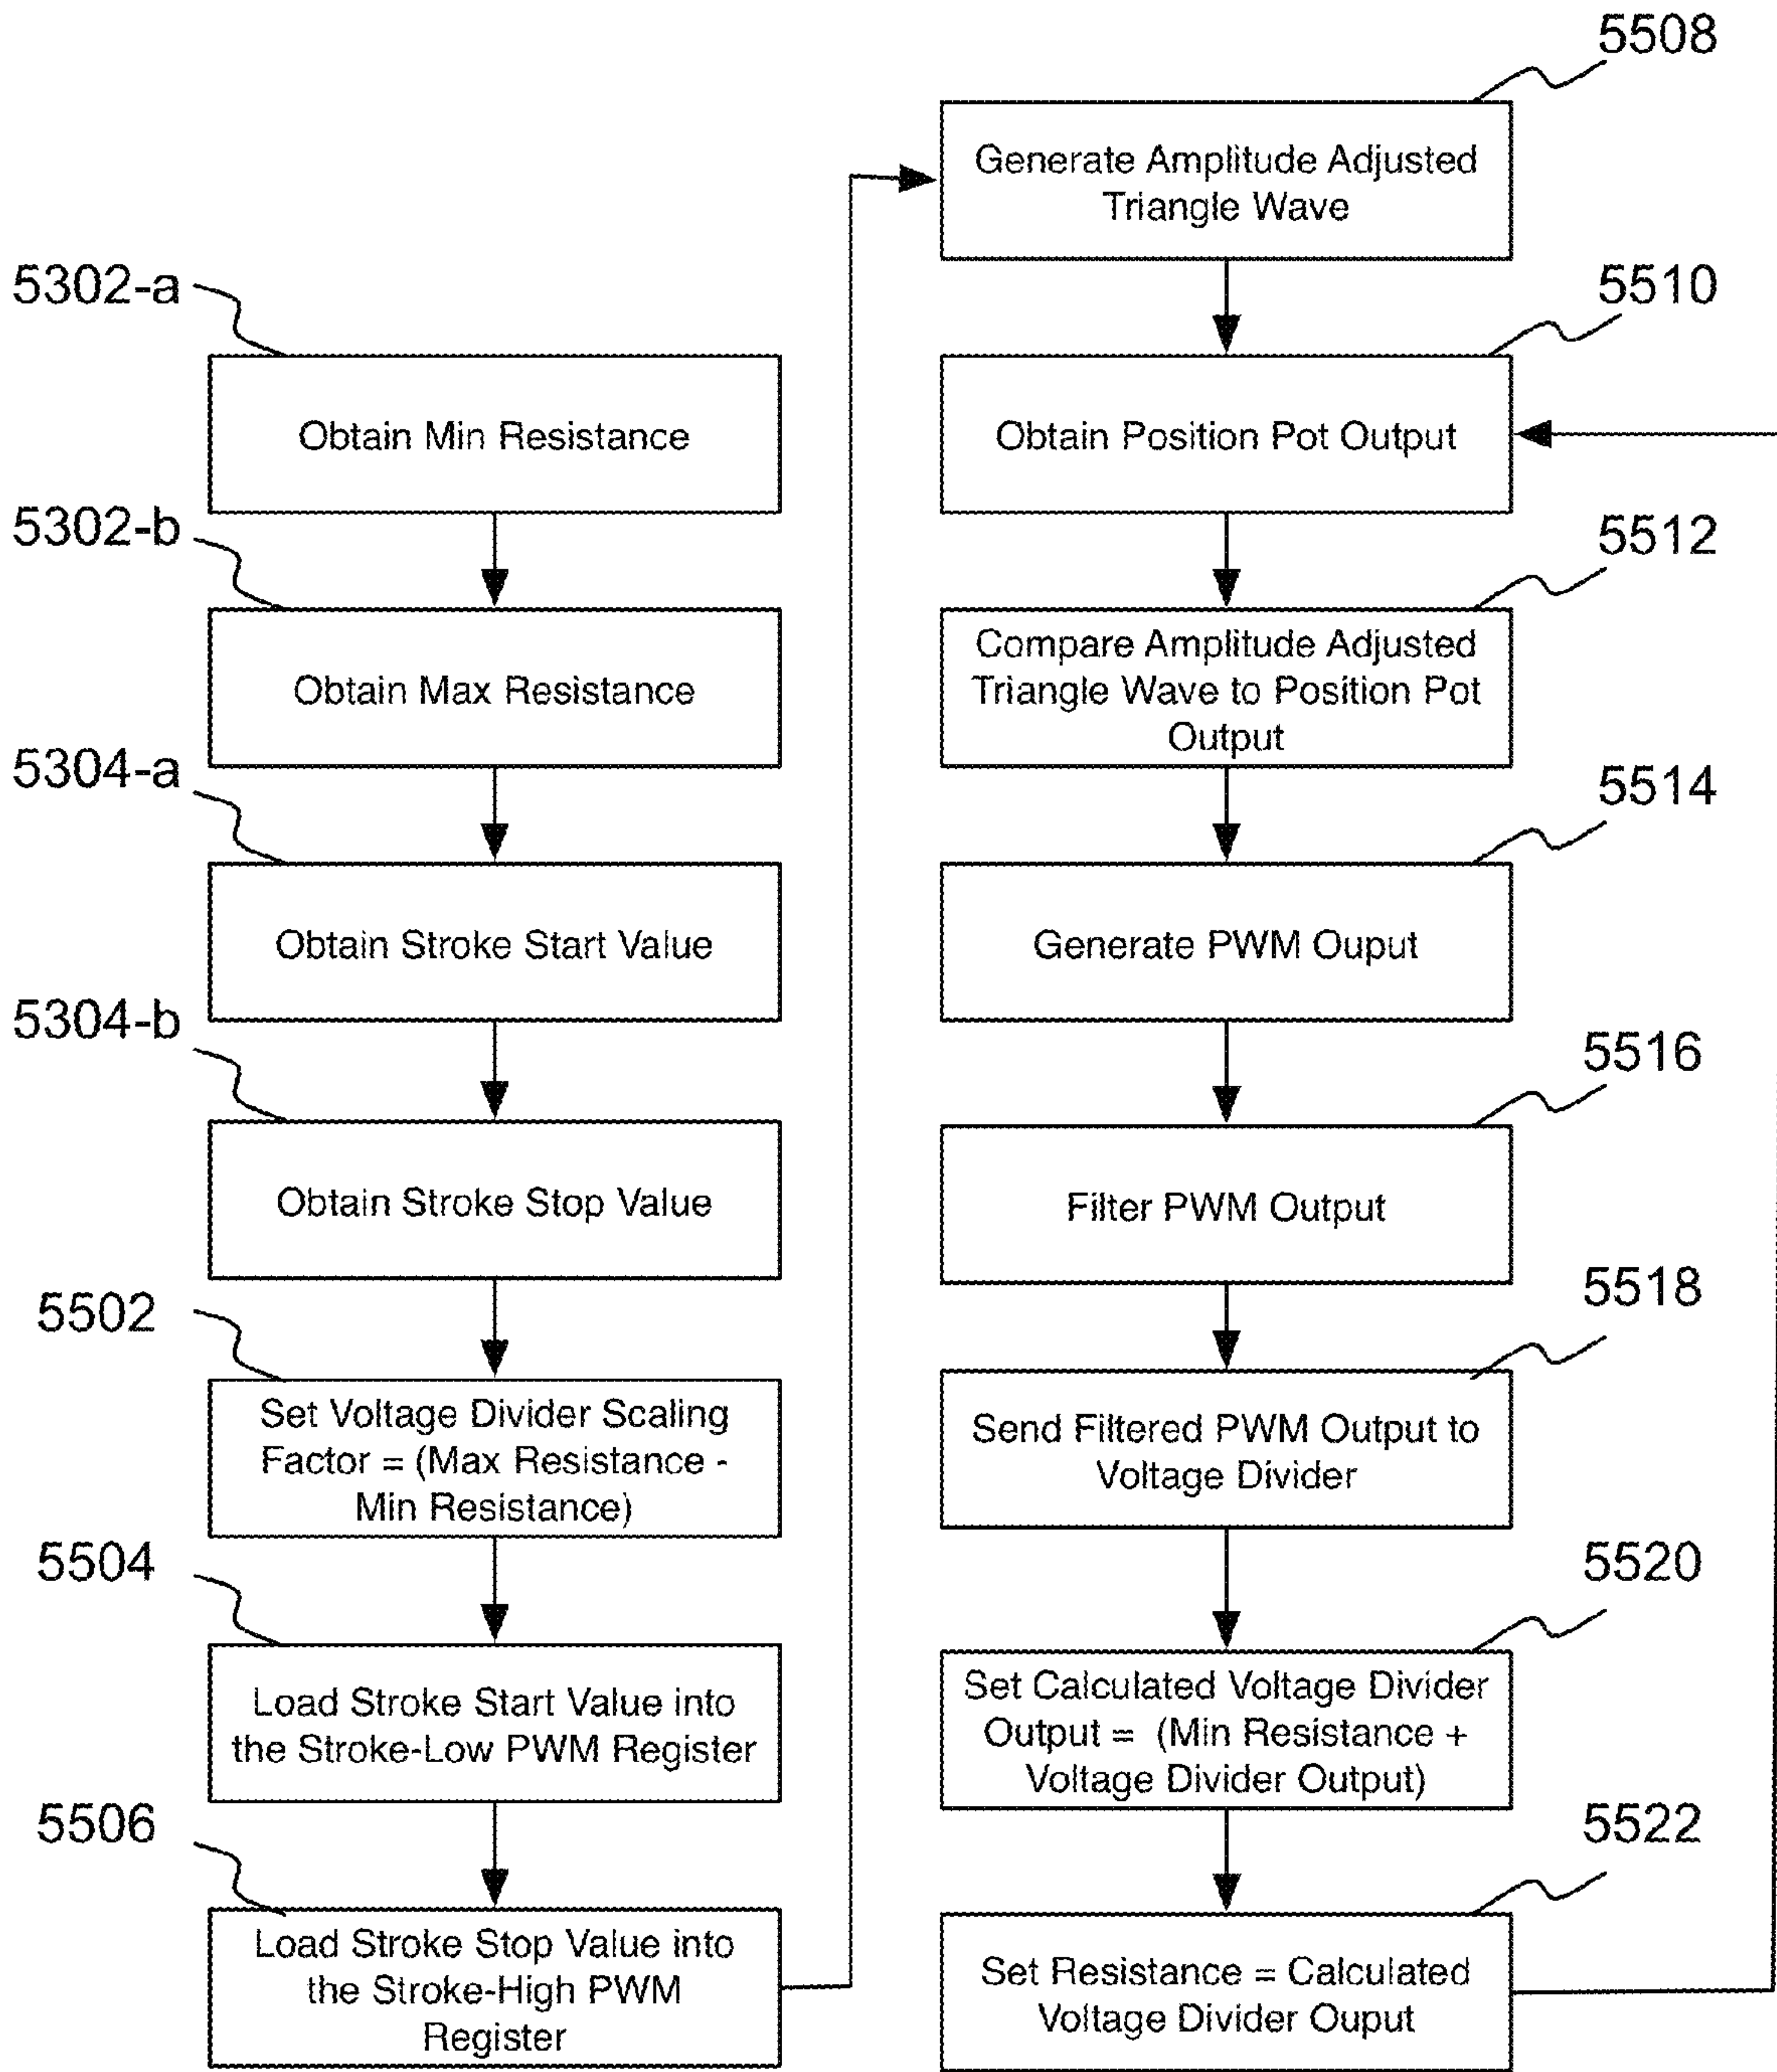 5302-a
Obtain Min Resistance
5302-b
Obtain Max Resistance
5304-a
Obtain Stroke Start Value
5304-b
Obtain Stroke Stop Value
5502
Set Voltage Divider Scaling
Factor = (Max Resistance -
Min Resistance)
5504
Load Stroke Start Value into
the Stroke-Low PWM Register
5506
Load Stroke Stop Value into
the Stroke-High PWM
Register
5508
Generate Amplitude Adjusted
Triangle Wave
5510
Obtain Position Pot Output
5512
Compare Amplitude Adjusted
Triangle Wave to Position Pot
Output
5514
Generate PWM Ouput
5516
Filter PWM Output
5518
Send Filtered PWM Output to
Voltage Divider
5520
Set Calculated Voltage Divider
Output = (Min Resistance +
Voltage Divider Output)
5522
Set Resistance = Calculated
Voltage Divider Ouput